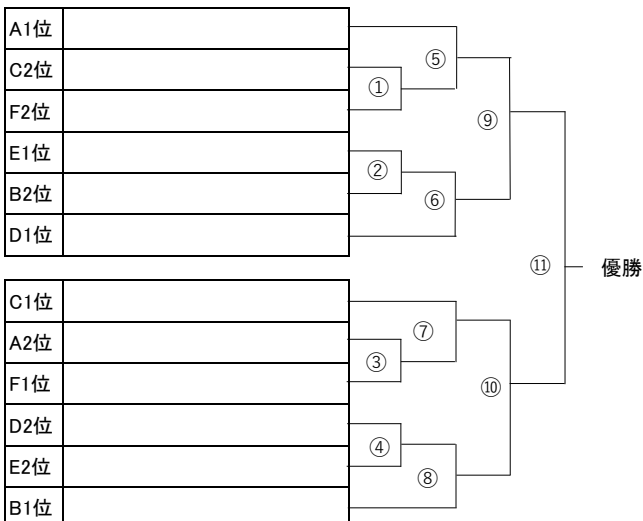 A1位
C2位
F2位
E1位
B2位
D1位
C1位
A2位
F1位
D2位
E2位
B1位
⑤
①
⑨
②
⑥
⑪ 優勝
⑦
③
⑩
④
⑧